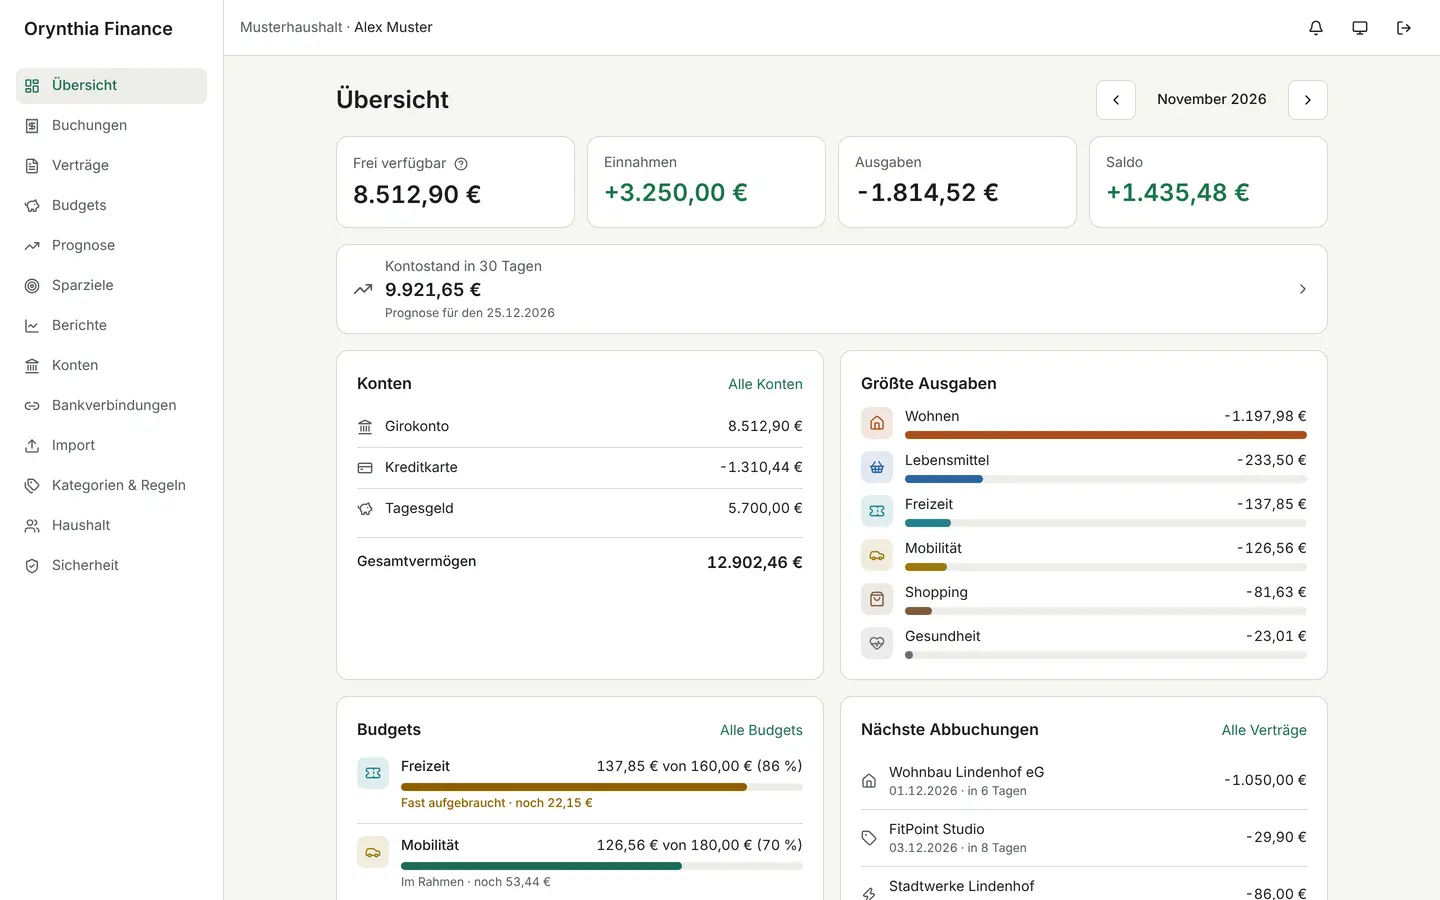 Orynthia Finance
Musterhaushalt · Alex Muster
Übersicht
Buchungen
Verträge
Budgets
Prognose
Sparziele
Berichte
Konten
Bankverbindungen
Import
Kategorien & Regeln
Haushalt
Sicherheit
Übersicht
November 2026
Frei verfügbar
8.512,90 €
Einnahmen
+3.250,00 €
Ausgaben
-1.814,52 €
Saldo
+1.435,48 €
Kontostand in 30 Tagen
9.921,65 €
Prognose für den 25.12.2026
Konten
Alle Konten
Girokonto 8.512,90 €
Kreditkarte -1.310,44 €
Tagesgeld 5.700,00 €
Gesamtvermögen 12.902,46 €
Größte Ausgaben
Wohnen -1.197,98 €
Lebensmittel -233,50 €
Freizeit -137,85 €
Mobilität -126,56 €
Shopping -81,63 €
Gesundheit -23,01 €
Budgets
Alle Budgets
Freizeit 137,85 € von 160,00 € (86 %)
Fast aufgebraucht · noch 22,15 €
Mobilität 126,56 € von 180,00 € (70 %)
Im Rahmen · noch 53,44 €
Nächste Abbuchungen
Alle Verträge
Wohnbau Lindenhof eG -1.050,00 €
01.12.2026 · in 6 Tagen
FitPoint Studio -29,90 €
03.12.2026 · in 8 Tagen
Stadtwerke Lindenhof -86,00 €